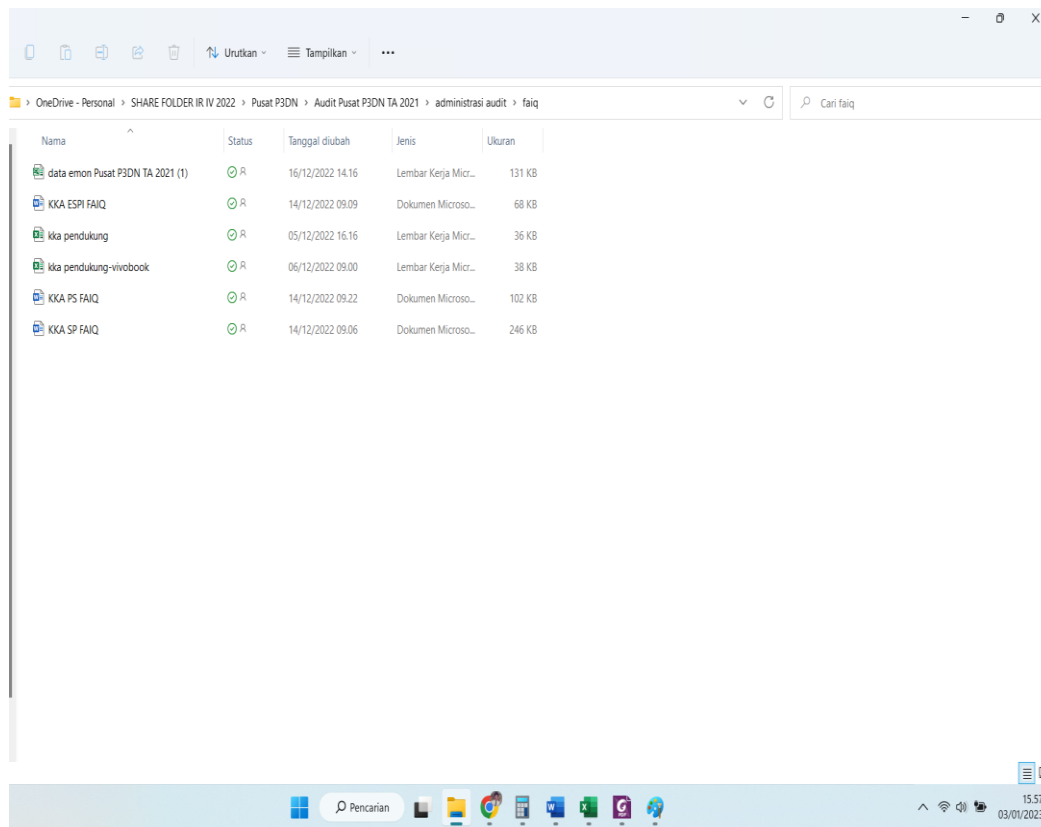 Urutkan Tampilkan
OneDrive - Personal > SHARE FOLDER IR IV 2022 > Pusat P3DN > Audit Pusat P3DN TA 2021 > administrasi audit > faiq Cari faiq
Nama Status Tanggal diubah Jenis Ukuran
data emon Pusat P3DN TA 2021 (1) 16/12/2022 14.16 Lembar Kerja Micr... 131 KB
KKA ESPI FAIQ 14/12/2022 09.09 Dokumen Microso... 68 KB
kka pendukung 05/12/2022 16.16 Lembar Kerja Micr... 36 KB
kka pendukung-vivobook 06/12/2022 09.00 Lembar Kerja Micr... 38 KB
KKA PS FAIQ 14/12/2022 09.22 Dokumen Microso... 102 KB
KKA SP FAIQ 14/12/2022 09.06 Dokumen Microso... 246 KB
Pencarian 15.57
03/01/2023